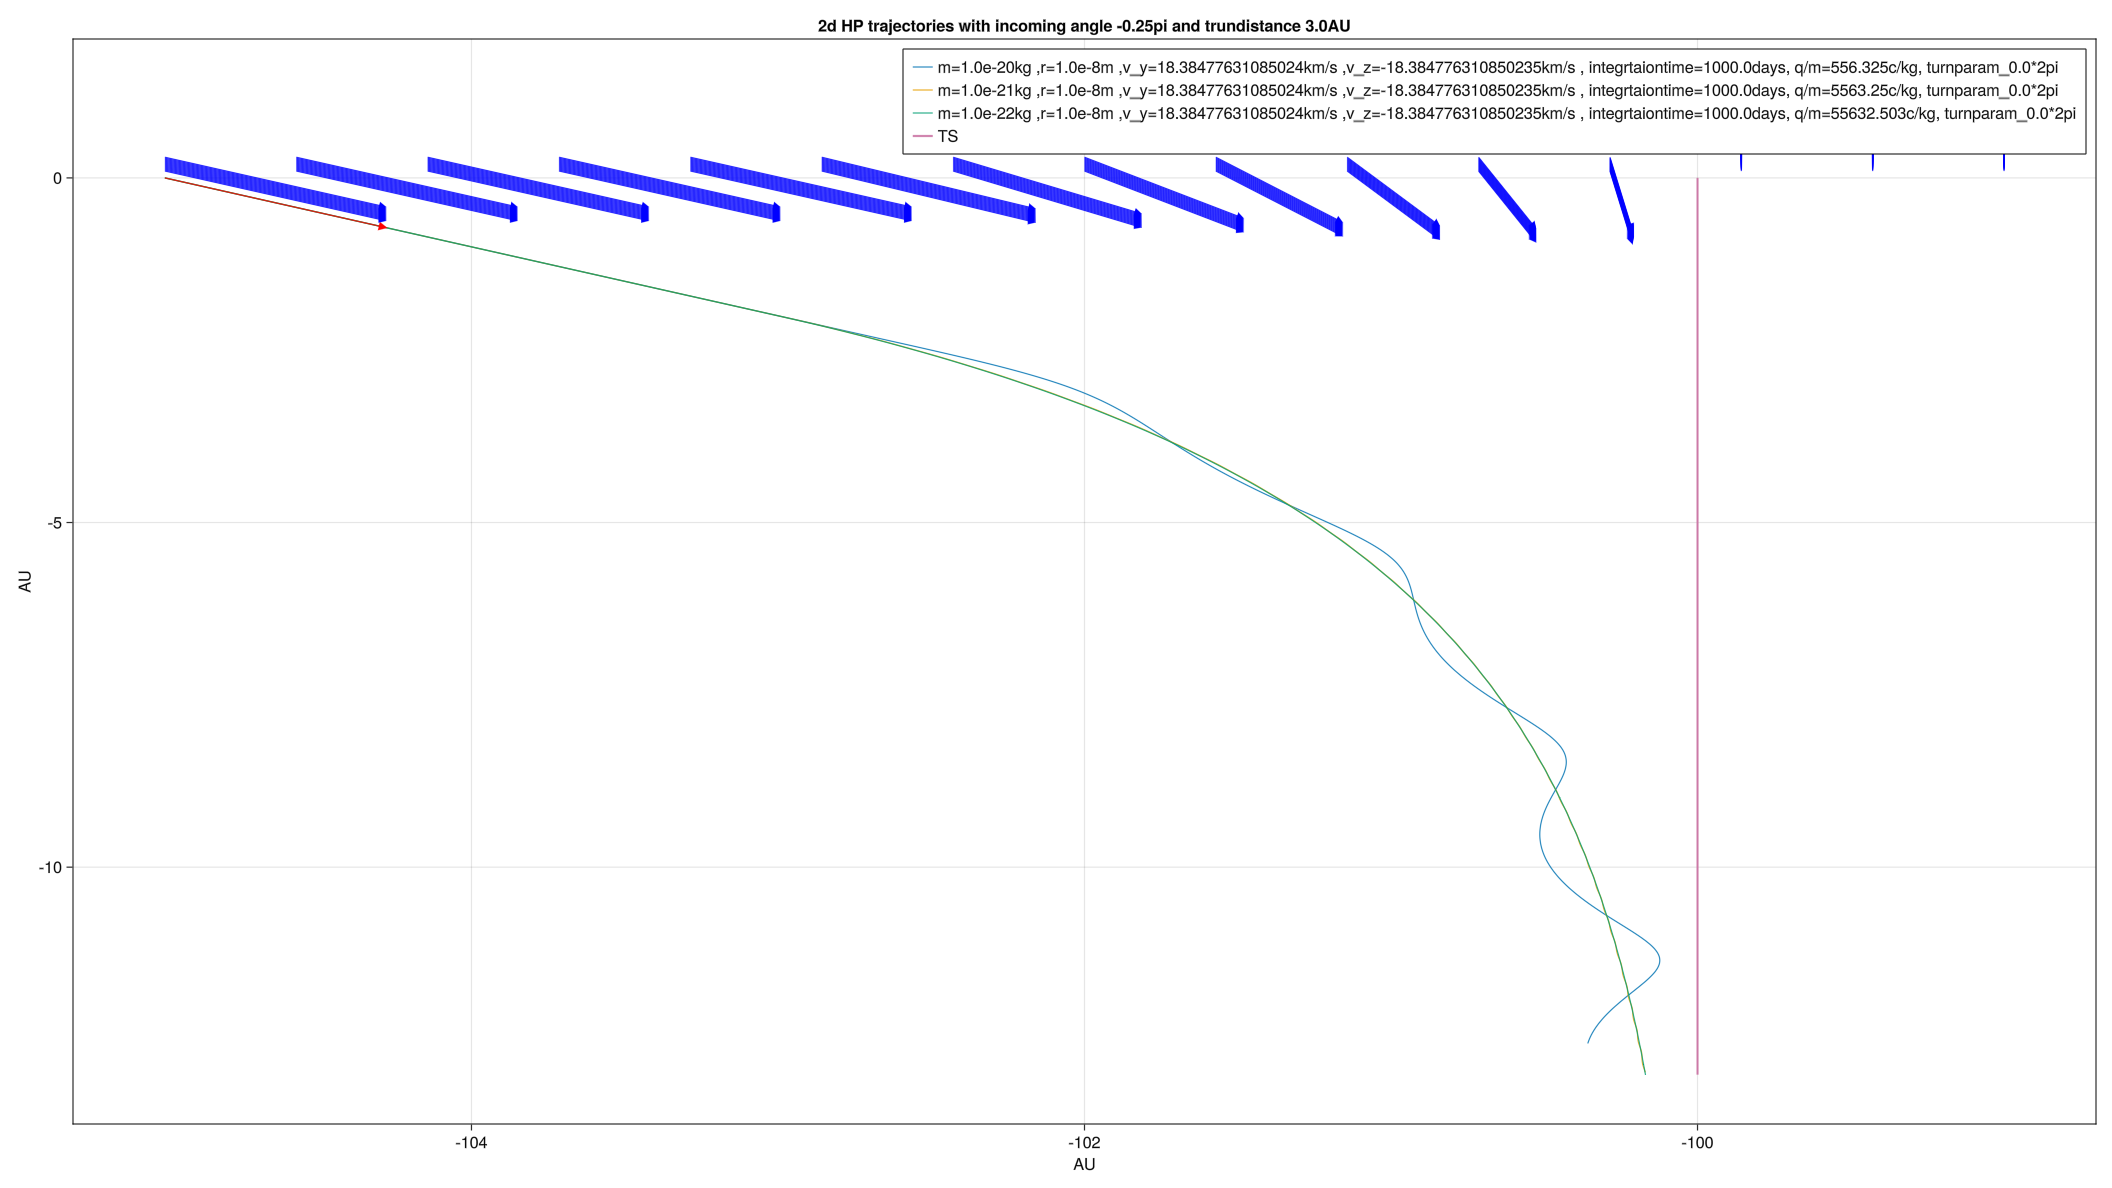 2d HP trajectories with incoming angle -0.25pi and trundistance 3.0AU
m=1.0e-20kg ,r=1.0e-8m ,v_y=18.38477631085024km/s ,v_z=-18.384776310850235km/s , integrtaiontime=1000.0days, q/m=556.325c/kg, turnparam_0.0*2pi
m=1.0e-21kg ,r=1.0e-8m ,v_y=18.38477631085024km/s ,v_z=-18.384776310850235km/s , integrtaiontime=1000.0days, q/m=5563.25c/kg, turnparam_0.0*2pi
m=1.0e-22kg ,r=1.0e-8m ,v_y=18.38477631085024km/s ,v_z=-18.384776310850235km/s , integrtaiontime=1000.0days, q/m=55632.503c/kg, turnparam_0.0*2pi
TS
0
-5
-10
AU
-104
-102
-100
AU